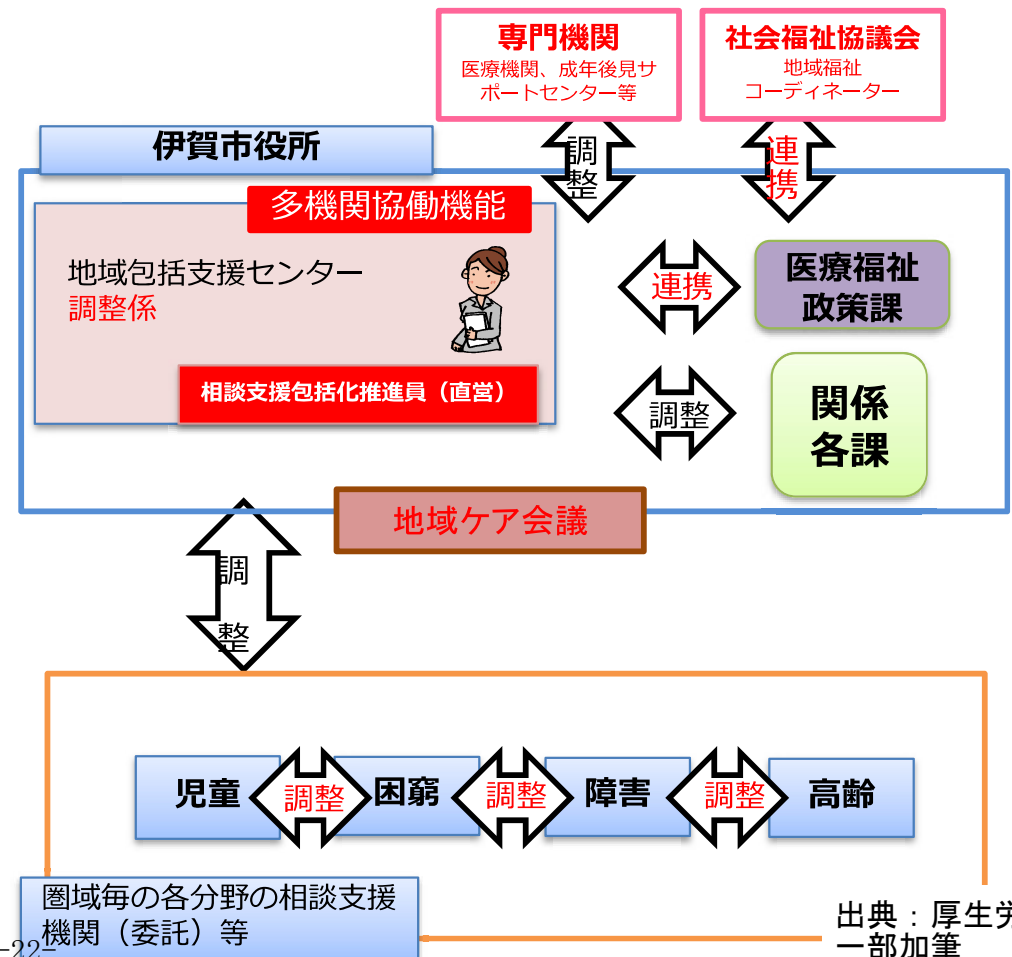 専門機関
医療機関、成年後見サ
ポートセンター等
社会福祉協議会
地域福祉
コーディネーター
伊賀市役所
調
整
連
携
多機関協働機能
地域包括支援センター
調整係
相談支援包括化推進員（直営）
連携
医療福祉
政策課
調整
関係
各課
地域ケア会議
調
整
児童
調整
困窮
調整
障害
調整
高齢
圏域毎の各分野の相談支援
機関（委託）等
出典：厚生労
一部加筆
-22-